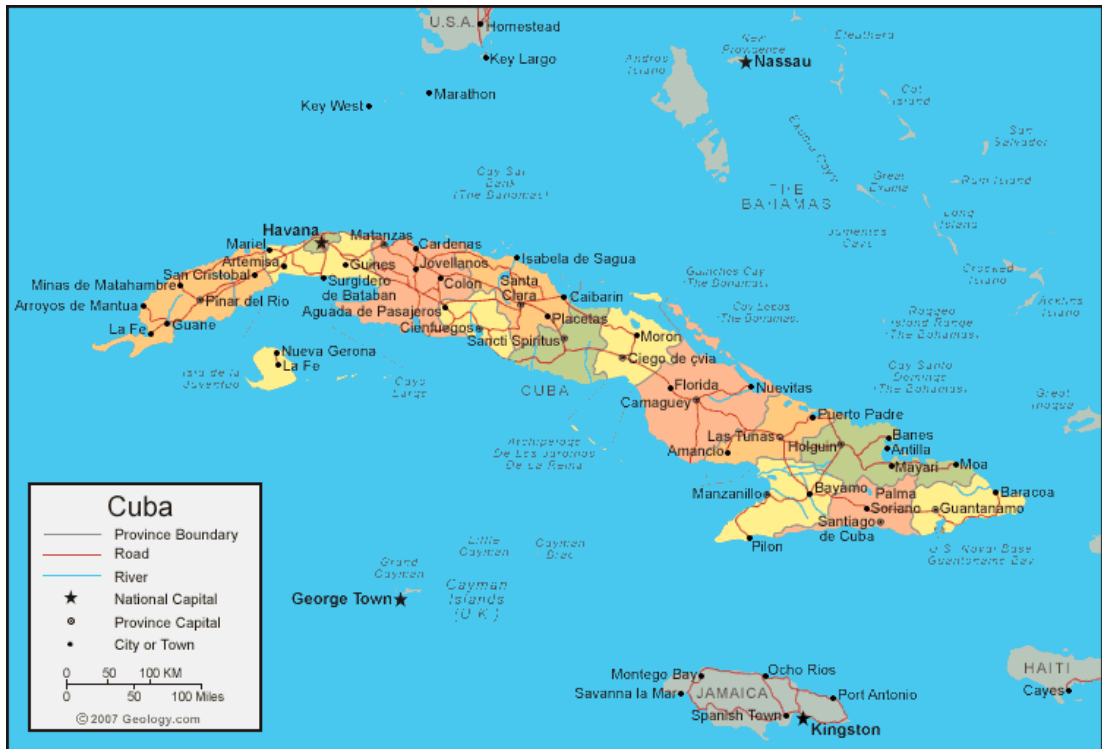 U.S.A.
Homestead
Key Largo
Marathon
Key West
New
Providence
Nassau
Eleathera
Andros
Island
Cat
Island
Exuma Cays
San
Salvador
Great
Exuma
Rum Island
THE
BAHAMAS
Long
Island
Jumentos
Cays
Crooked
Island
Acklins
Island
Cay Sal
Bank
(The Bahamas)
Guinchos Cay
(The Bahamas)
Cay Lobos
(The Bahamas)
Ragged
Island Range
(The Bahamas)
Cay Santo
Domingo
(The Bahamas)
Great
Inagua
Havana
Matanzas
Mariel
Cardenas
Artemisa
Guines
Jovellanos
Isabela de Sagua
San Cristobal
Surgidero
de Bataban
Colon
Santa
Clara
Minas de Matahambre
Pinar del Rio
Caibarin
Arroyos de Mantua
Aguada de Pasajeros
Placetas
La Fe
Guane
Cienfuegos
Sancti Spiritus
Moron
Ciego de çvia
Nueva Gerona
La Fe
Isla de la
Juventud
Cayo
Largo
CUBA
Florida
Nuevitas
Camaguey
Puerto Padre
Archipelago
De Los Jardines
De La Reina
Las Tunas
Holguin
Banes
Antilla
Amancio
Mayari
Moa
Manzanillo
Bayamo
Palma
Soriano
Baracoa
Guantanamo
Santiago
de Cuba
Pilon
U.S. Naval Base
Guantanamo Bay
Little
Cayman
Cayman
Brac
Grand
Cayman
George Town
Cayman
Islands
(U.K.)
Montego Bay
Ocho Rios
Savanna la Mar
JAMAICA
Port Antonio
Spanish Town
Kingston
HAITI
Cayes
Cuba
Province Boundary
Road
River
National Capital
Province Capital
City or Town
0 50 100 KM
0 50 100 Miles
© 2007 Geology.com